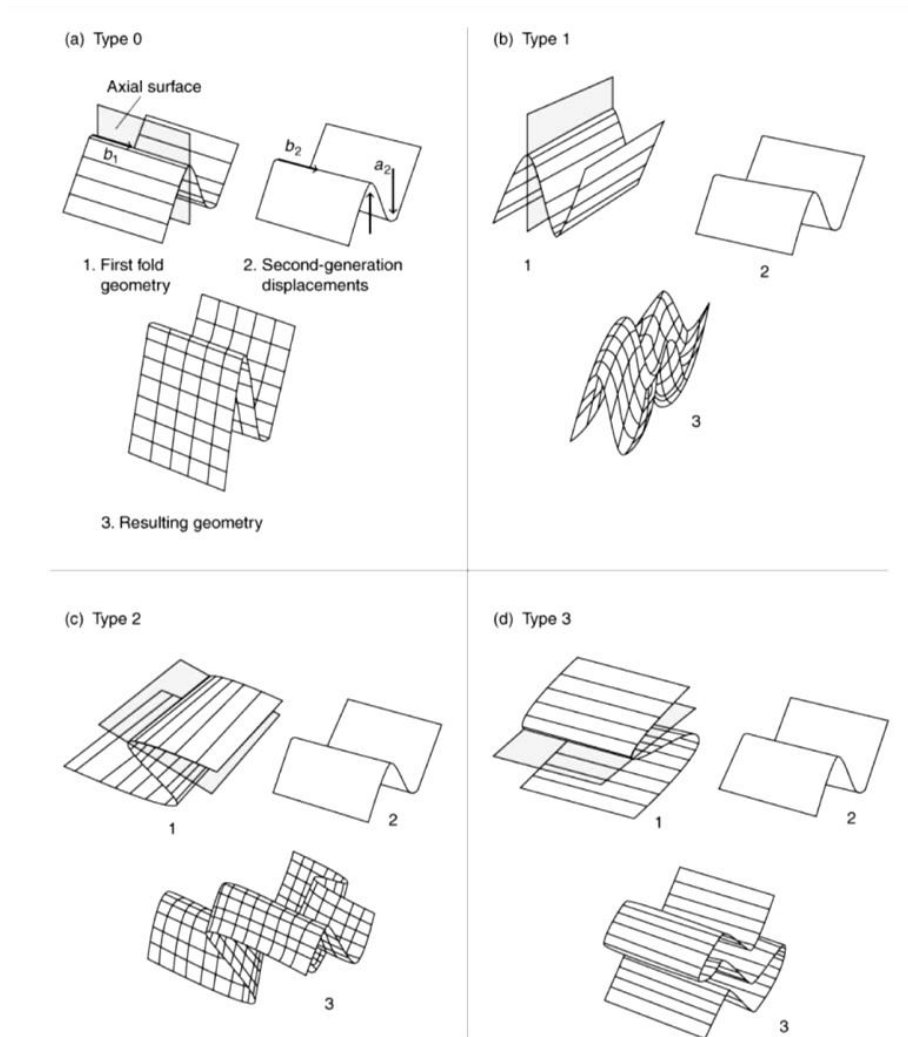 (a) Type 0
Axial surface
b1
b2
a2
1. First fold
geometry
2. Second-generation
displacements
3. Resulting geometry
(b) Type 1
1
2
3
(c) Type 2
1
2
3
(d) Type 3
1
2
3